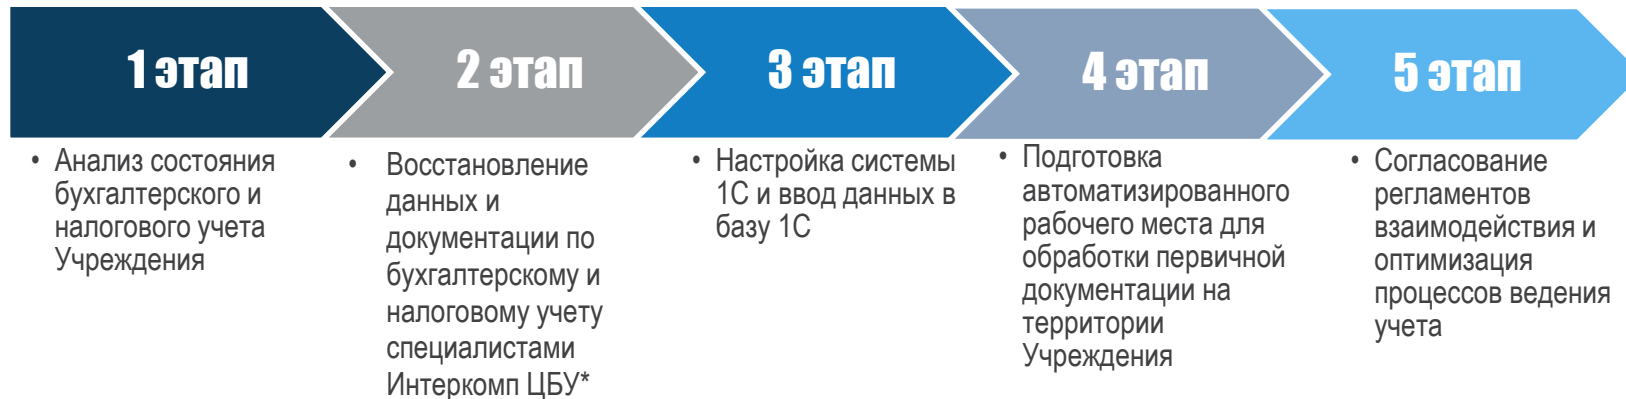 1 этап
• Анализ состояния
бухгалтерского и
налогового учета
Учреждения
2 этап
• Восстановление
данных и
документации по
бухгалтерскому и
налоговому учету
специалистами
Интеркомп ЦБУ*
3 этап
• Настройка системы
1С и ввод данных в
базу 1С
4 этап
• Подготовка
автоматизированного
рабочего места для
обработки первичной
документации на
территории
Учреждения
5 этап
• Согласование
регламентов
взаимодействия и
оптимизация
процессов ведения
учета